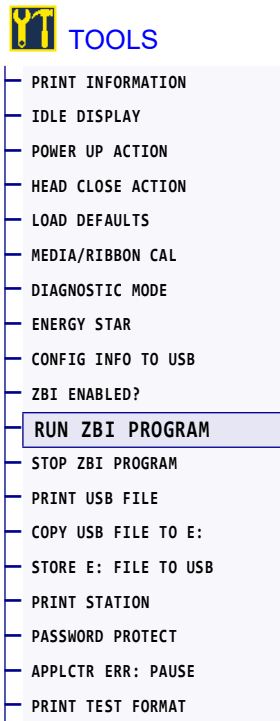 TOOLS
PRINT INFORMATION
IDLE DISPLAY
POWER UP ACTION
HEAD CLOSE ACTION
LOAD DEFAULTS
MEDIA/RIBBON CAL
DIAGNOSTIC MODE
ENERGY STAR
CONFIG INFO TO USB
ZBI ENABLED?
RUN ZBI PROGRAM
STOP ZBI PROGRAM
PRINT USB FILE
COPY USB FILE TO E:
STORE E: FILE TO USB
PRINT STATION
PASSWORD PROTECT
APPLCTR ERR: PAUSE
PRINT TEST FORMAT